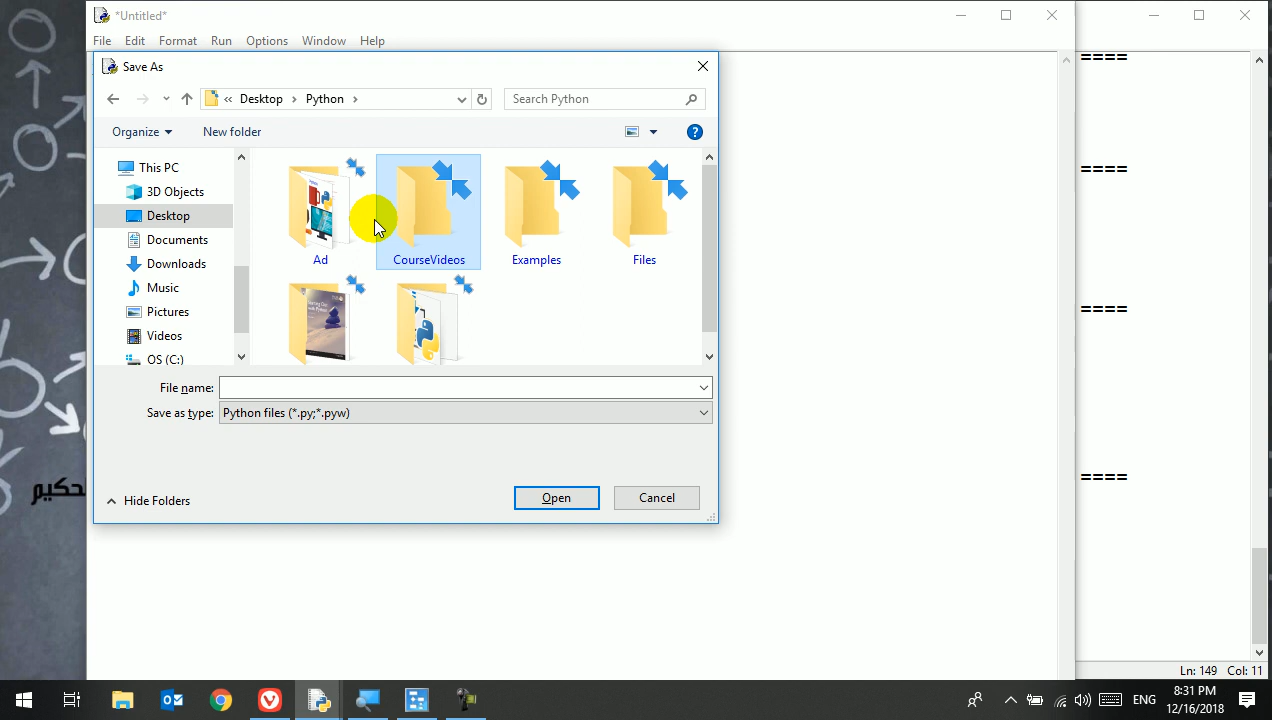 *Untitled*
File Edit Format Run Options Window Help
Save As
« Desktop › Python ›
Search Python
Organize
New folder
This PC
3D Objects
Desktop
Documents
Downloads
Music
Pictures
Videos
OS (C:)
Ad
CourseVideos
Examples
Files
File name:
Save as type:
Python files (*.py;*.pyw)
Hide Folders
Open
Cancel
====
====
====
====
Ln: 149 Col: 11
ENG
8:31 PM
12/16/2018